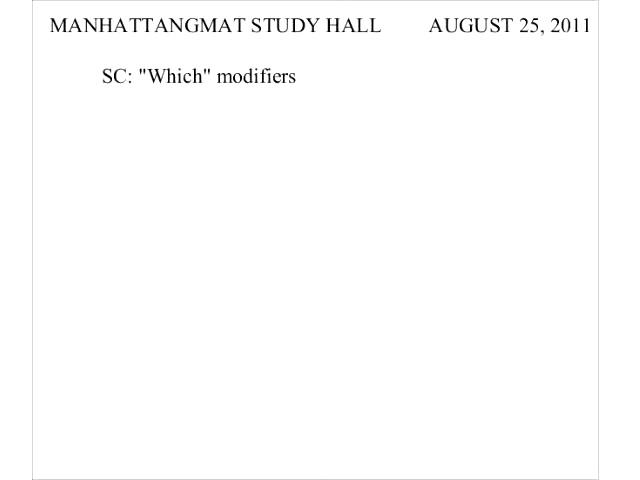 MANHATTANGMAT STUDY HALL AUGUST 25, 2011
SC: "Which" modifiers